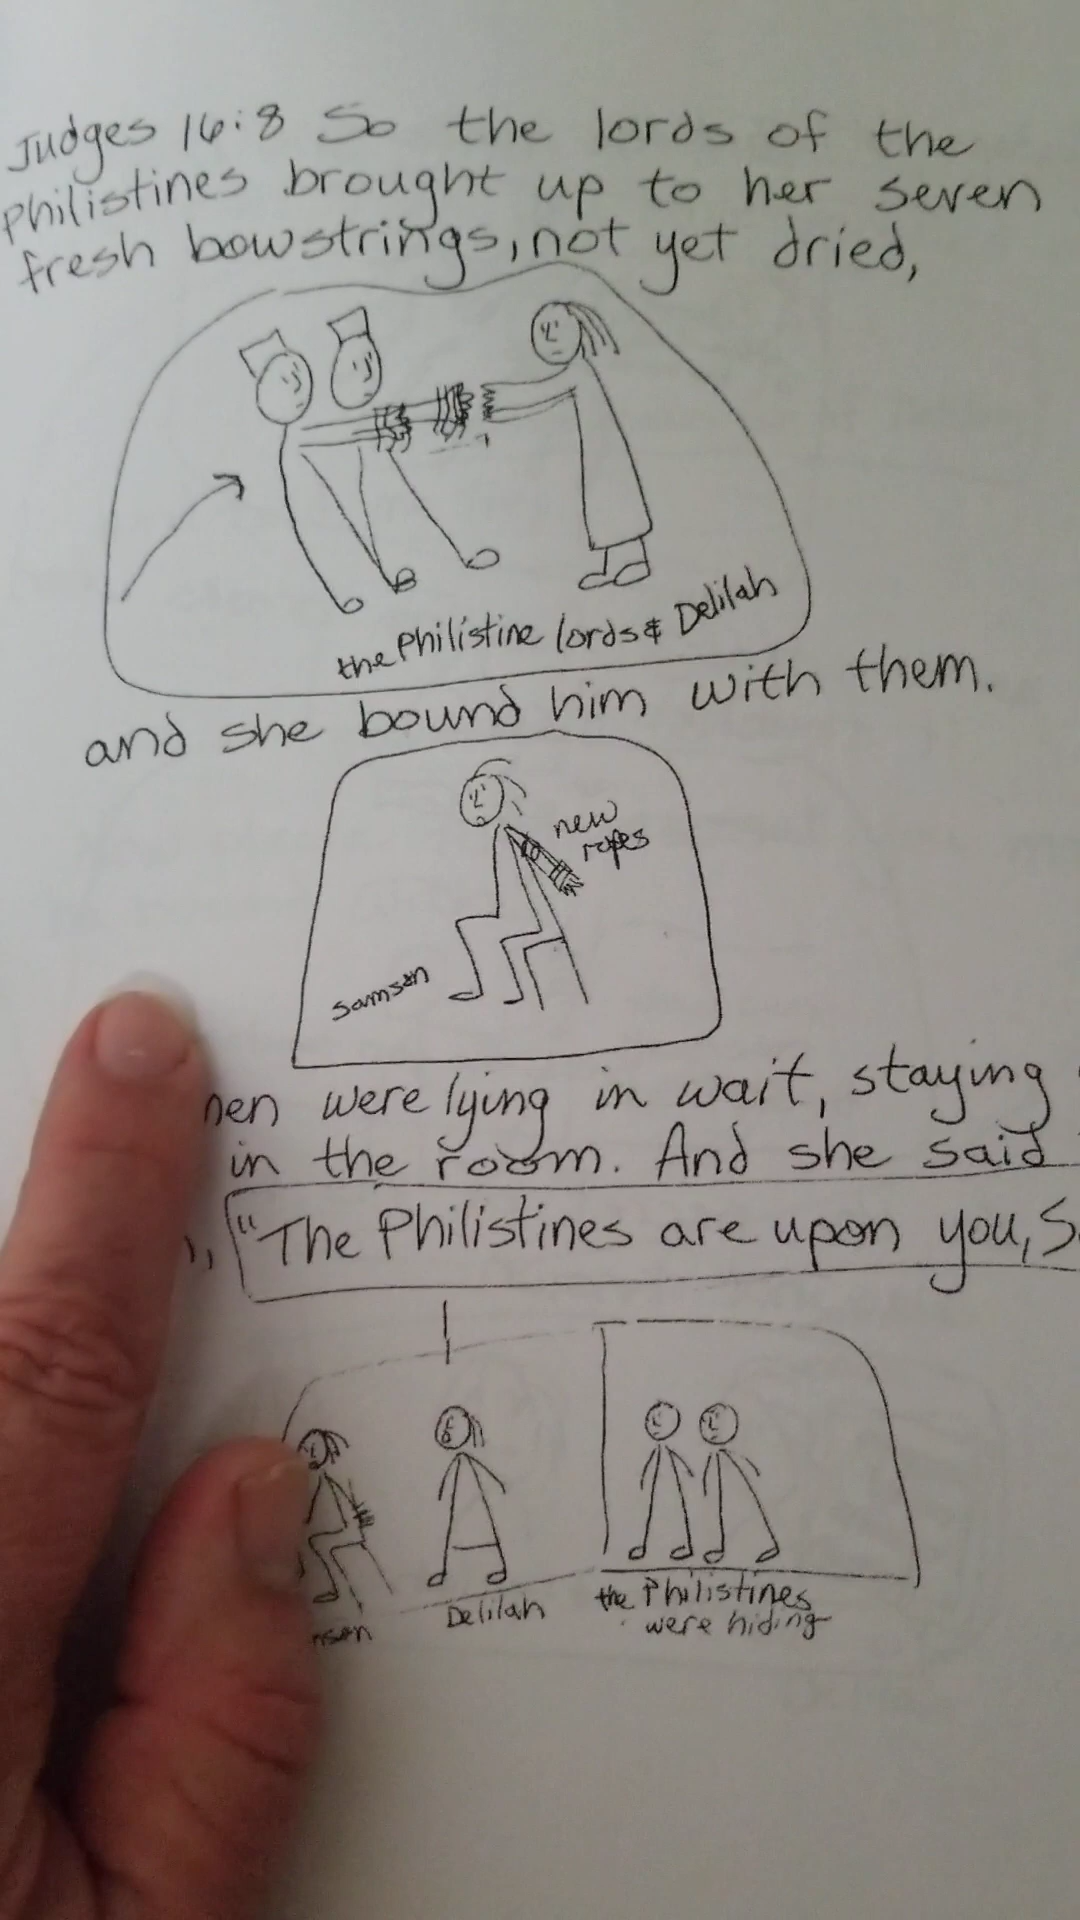 Judges 16:8 So the lords of the
Philistines brought up to her seven
fresh bowstrings, not yet dried,
the Philistine lords & Delilah
and she bound him with them.
new
ropes
Samson
were lying in wait, staying
in the room. And she said
"The Philistines are upon you,
Delilah
the Philistines
were hiding